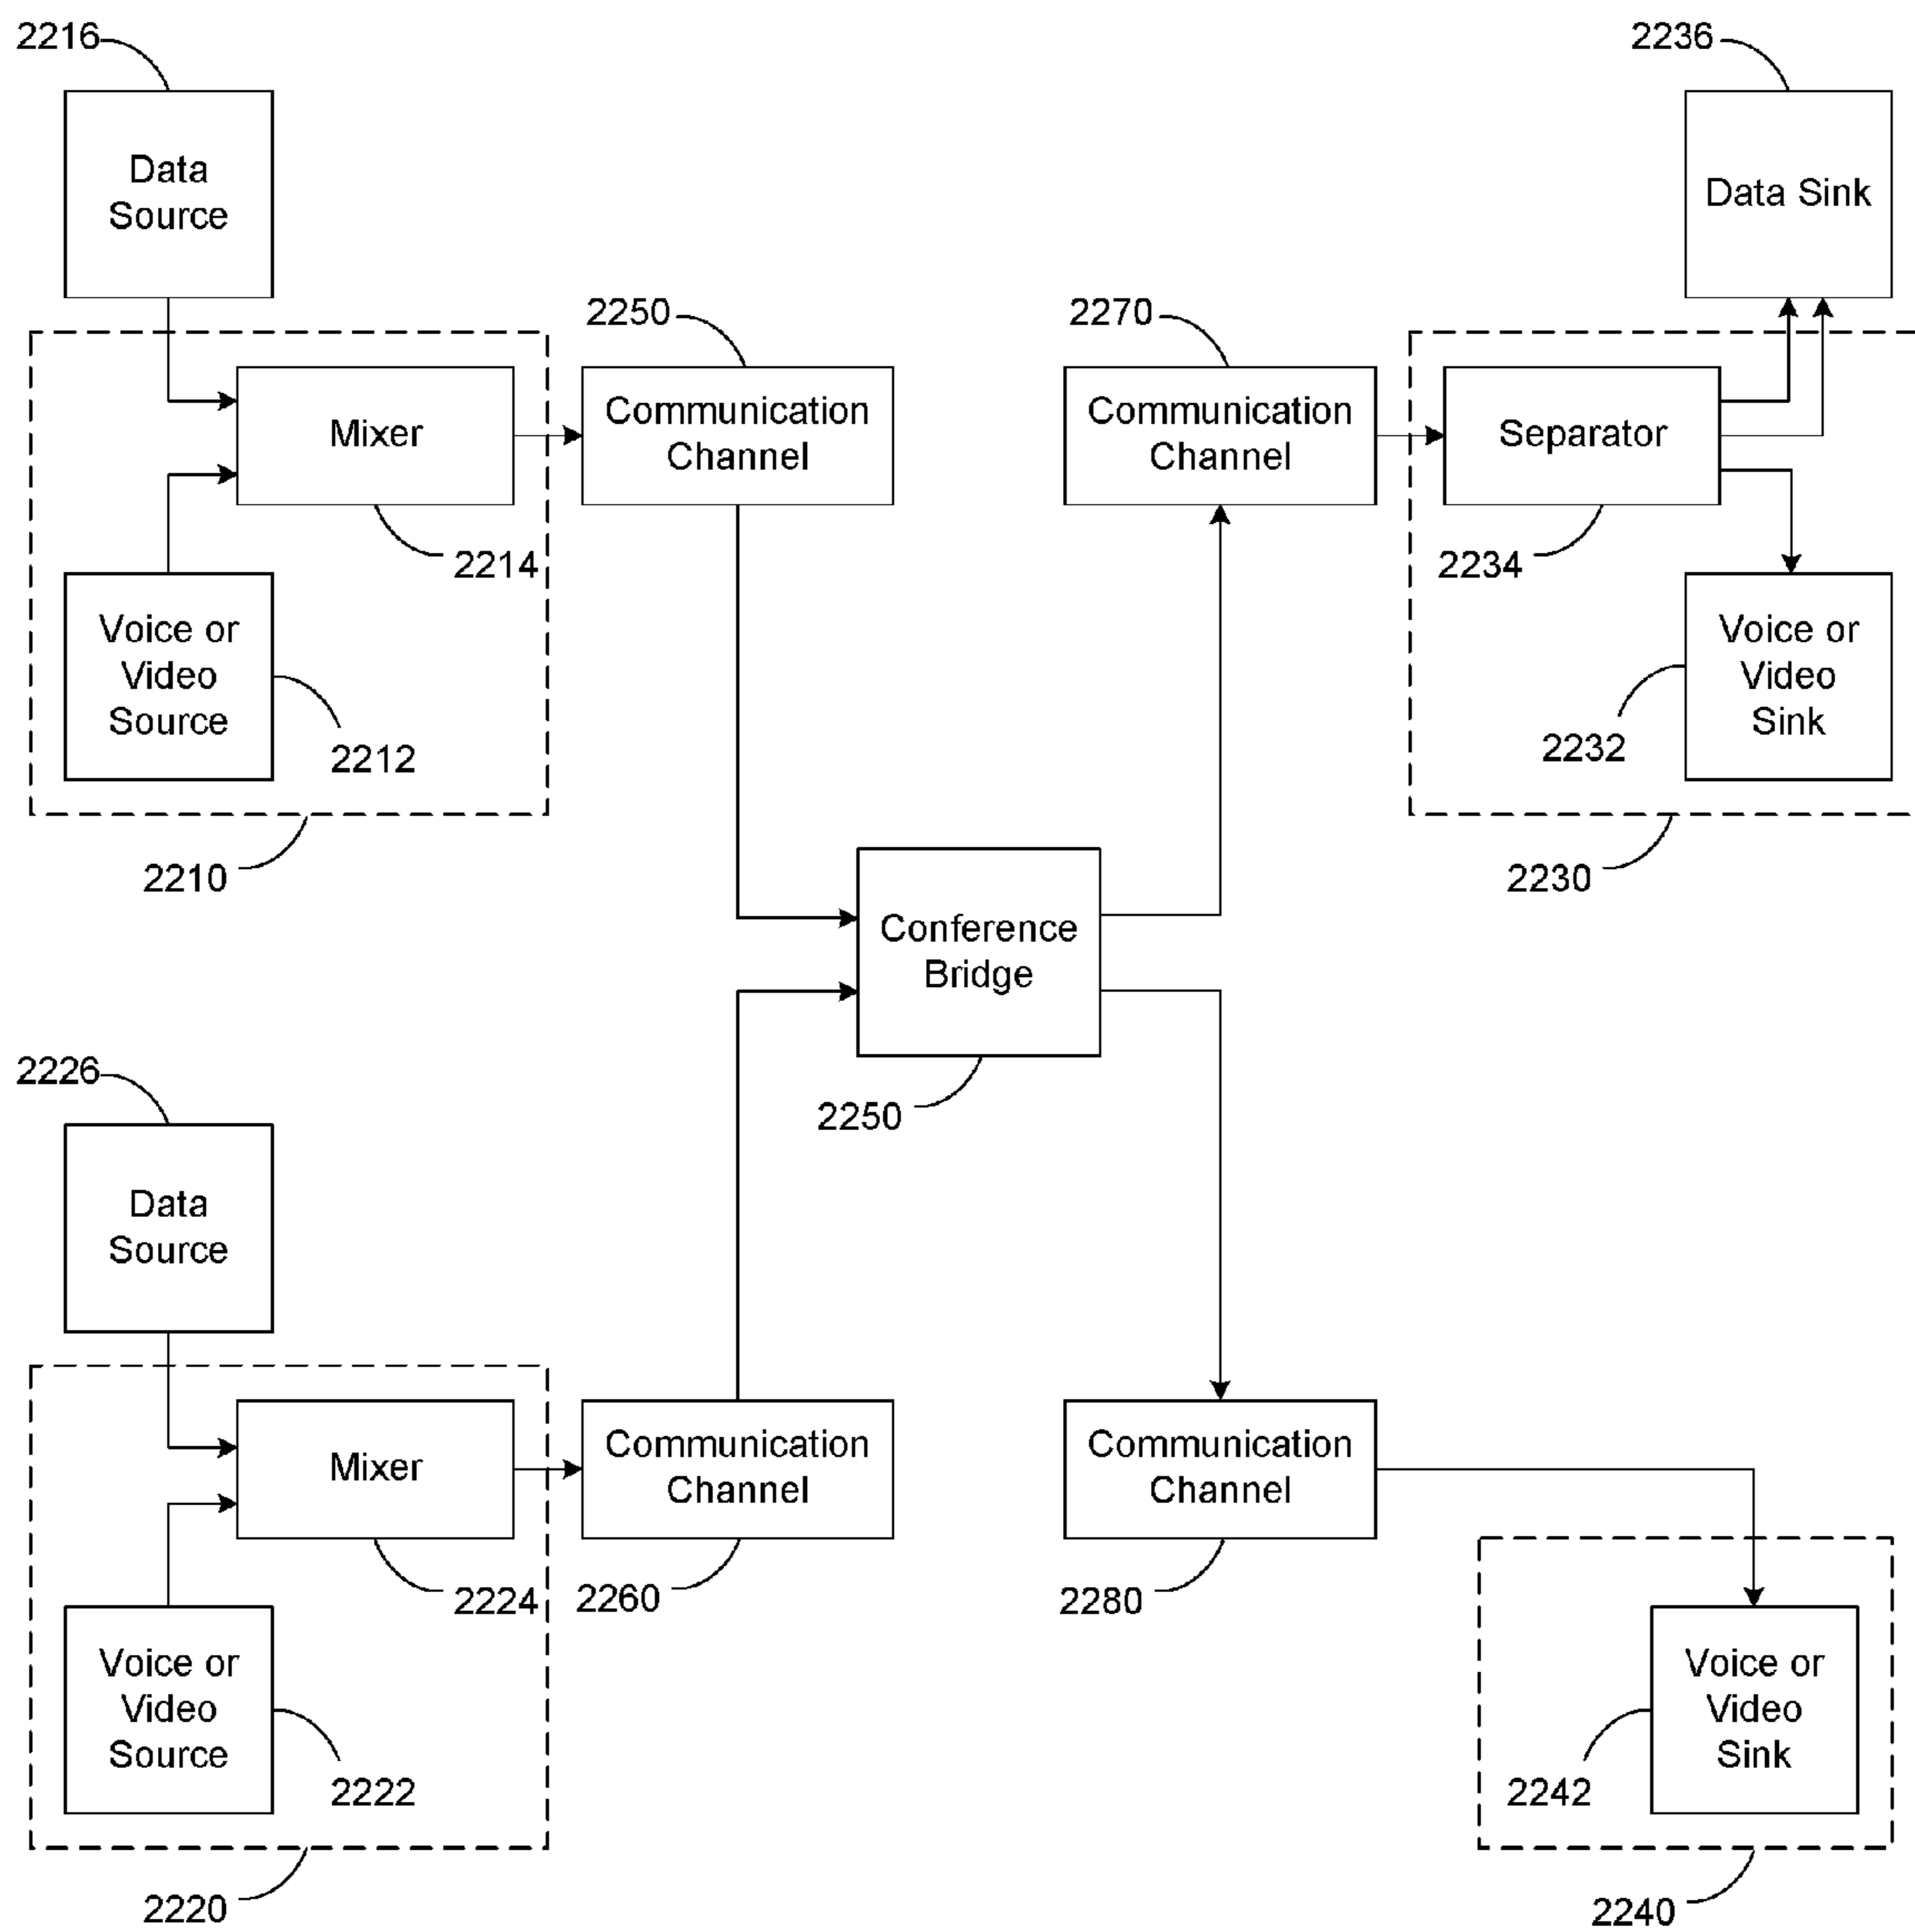 2216
2236
Data
Source
Data Sink
2250
2270
Mixer
Communication
Channel
Communication
Channel
Separator
2214
2234
Voice or
Video
Source
Voice or
Video
Sink
2212
2232
2210
2230
Conference
Bridge
2250
2226
Data
Source
Mixer
Communication
Channel
Communication
Channel
2224
2260
2280
Voice or
Video
Source
Voice or
Video
Sink
2222
2242
2220
2240